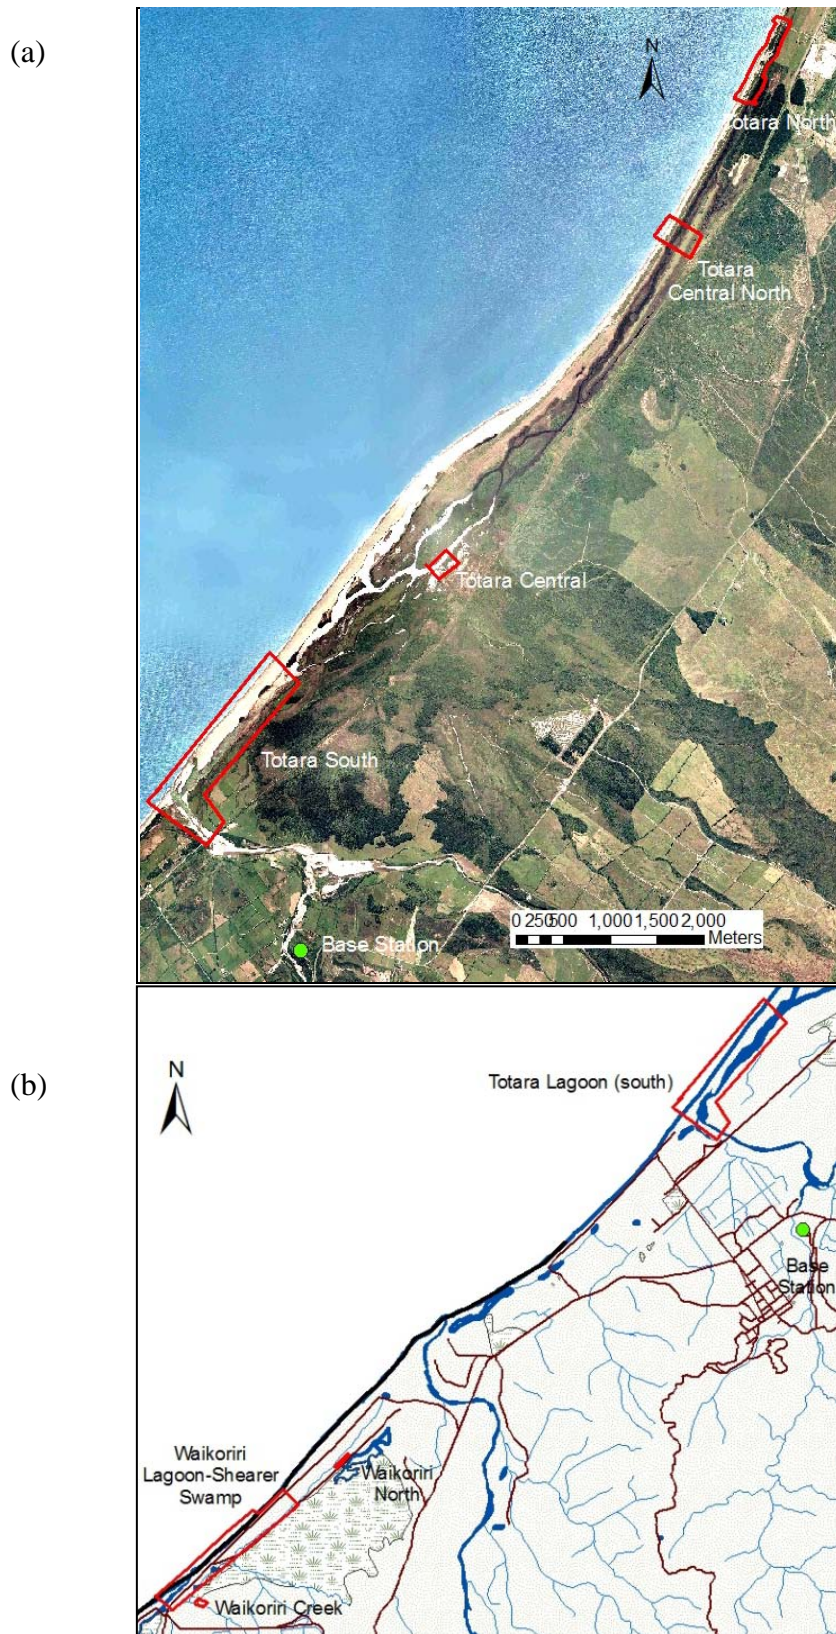 (a)
N
Totara North
Totara
Central North
Totara Central
Totara South
Base Station
0 250500 1,000 1,500 2,000
Meters
(b)
N
Totara Lagoon (south)
Base
Station
Waikoriri
Lagoon-Shearer
Swamp
Waikoriri
North
Waikoriri Creek